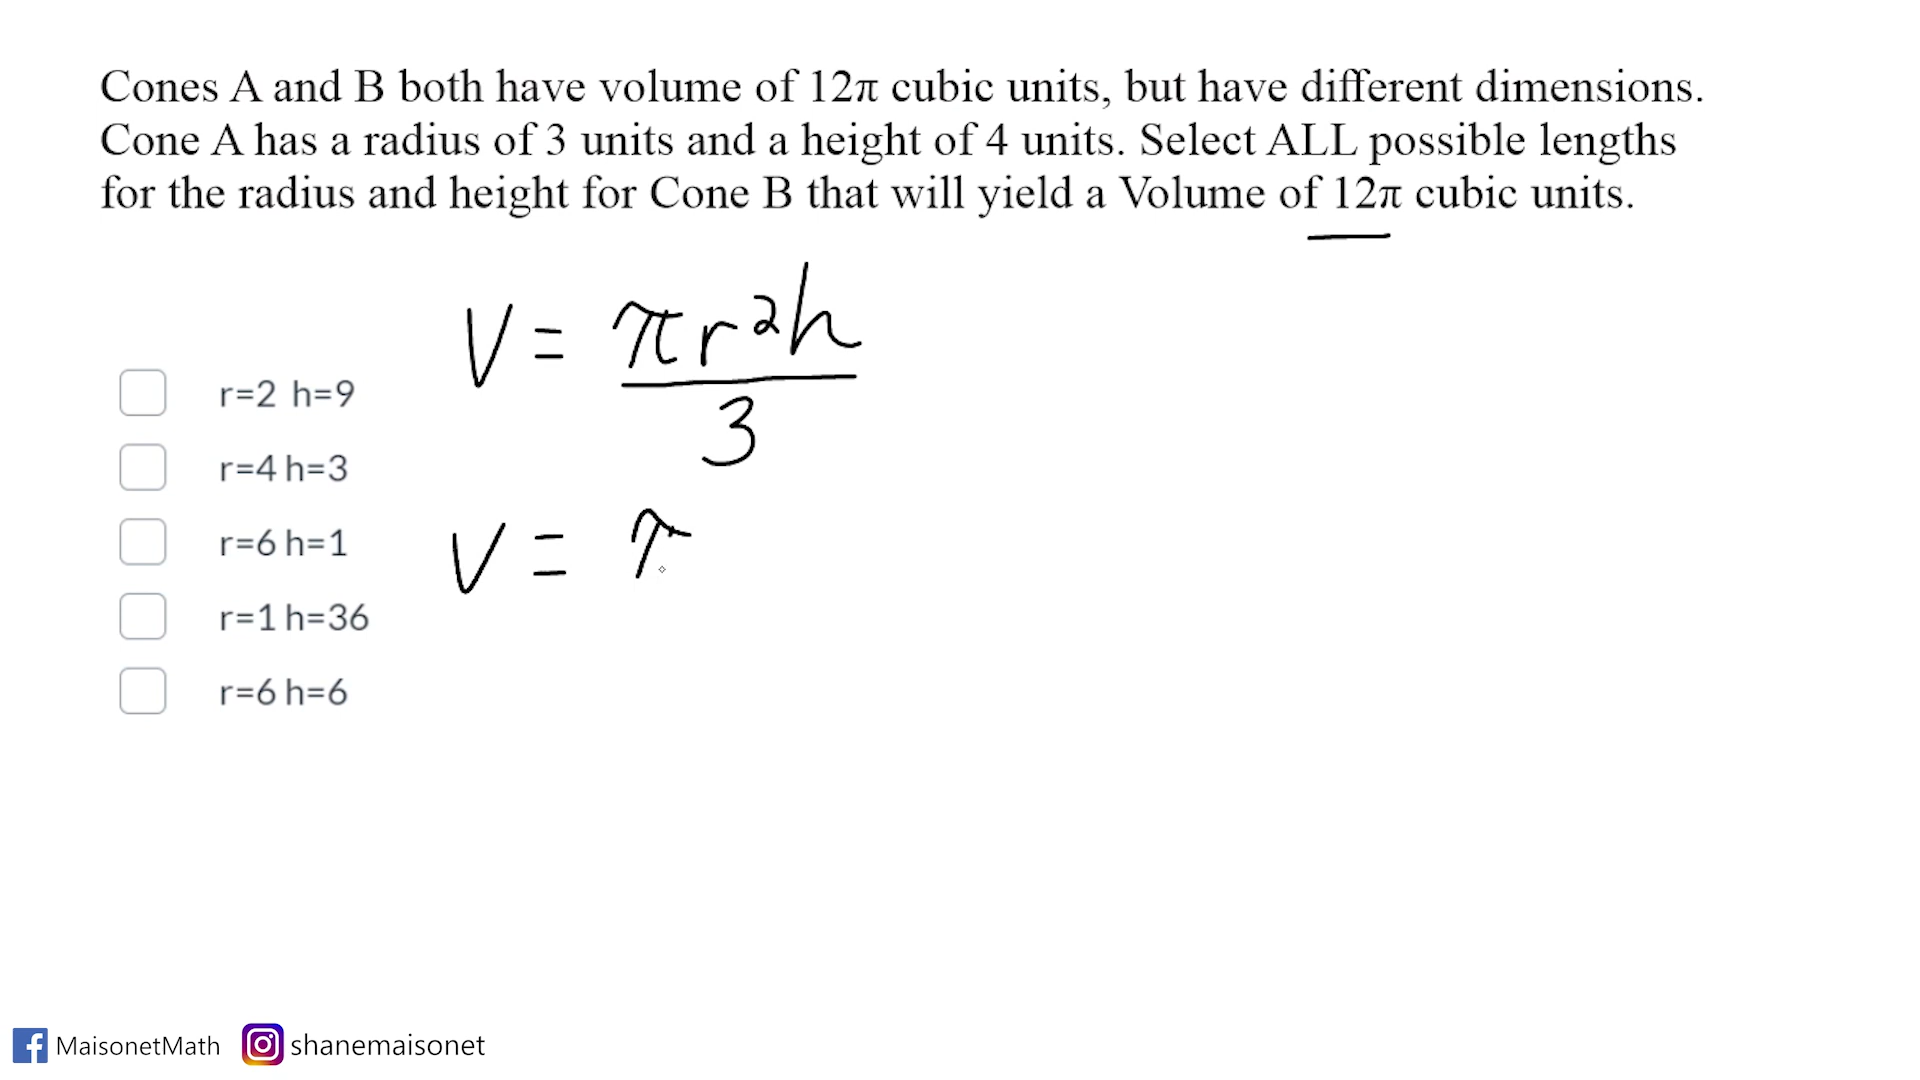 Cones A and B both have volume of 12π cubic units, but have different dimensions.
Cone A has a radius of 3 units and a height of 4 units. Select ALL possible lengths
for the radius and height for Cone B that will yield a Volume of 12π cubic units.
V = πr²h
3
r=2 h=9
r=4 h=3
V = π
r=6 h=1
r=1 h=36
r=6 h=6
MaisonetMath shanemaisonet